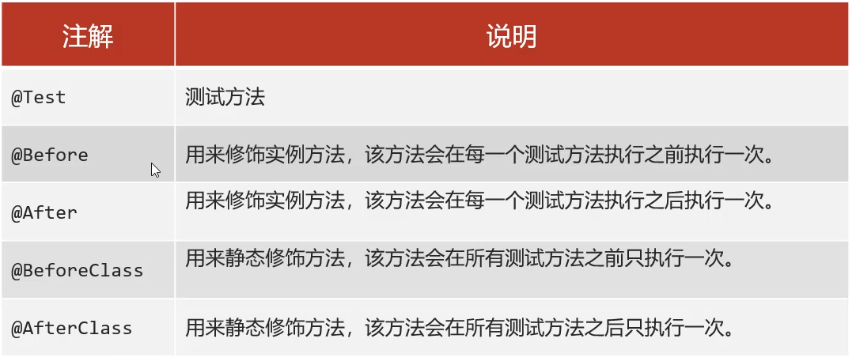 注解 说明
@Test 测试方法
@Before 用来修饰实例方法，该方法会在每一个测试方法执行之前执行一次。
@After 用来修饰实例方法，该方法会在每一个测试方法执行之后执行一次。
@BeforeClass 用来静态修饰方法，该方法会在所有测试方法之前只执行一次。
@AfterClass 用来静态修饰方法，该方法会在所有测试方法之后只执行一次。